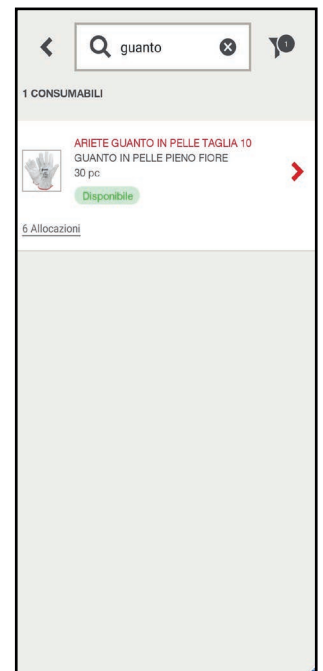 guanto
1
1 CONSUMABILI
ARIETE GUANTO IN PELLE TAGLIA 10
GUANTO IN PELLE PIENO FIORE
30 pc
Disponibile
6 Allocazioni